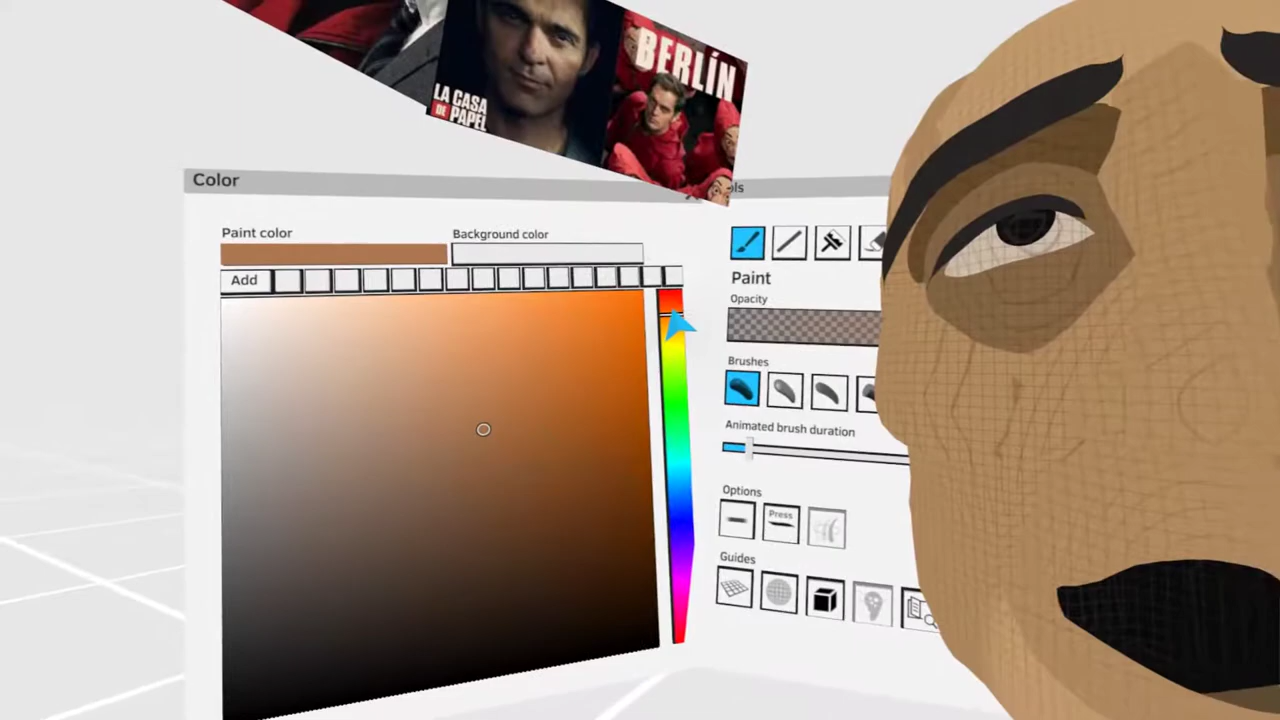 BERLÍN
LA CASA
DE PAPEL
Color
ols
Paint color
Background color
Add
Paint
Opacity
Brushes
Animated brush duration
Options
Press
Guides